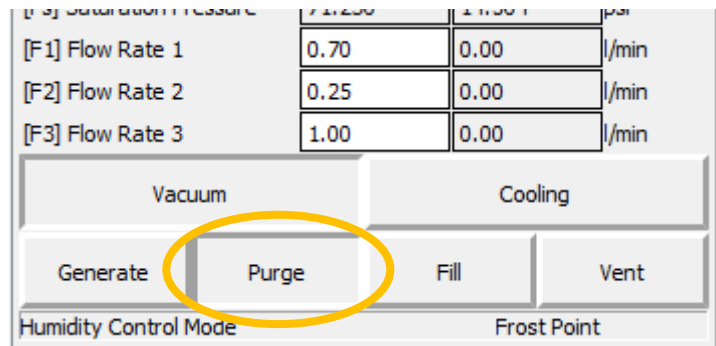 [F1] Flow Rate 1 0.70 0.00 l/min
[F2] Flow Rate 2 0.25 0.00 l/min
[F3] Flow Rate 3 1.00 0.00 l/min
Vacuum Cooling
Generate Purge Fill Vent
Humidity Control Mode Frost Point